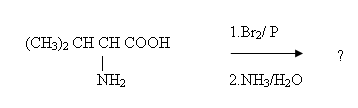 1.Br₂/ P
(CH₃)₂ CH CH COOH
?
NH₂
2.NH₃/H₂O